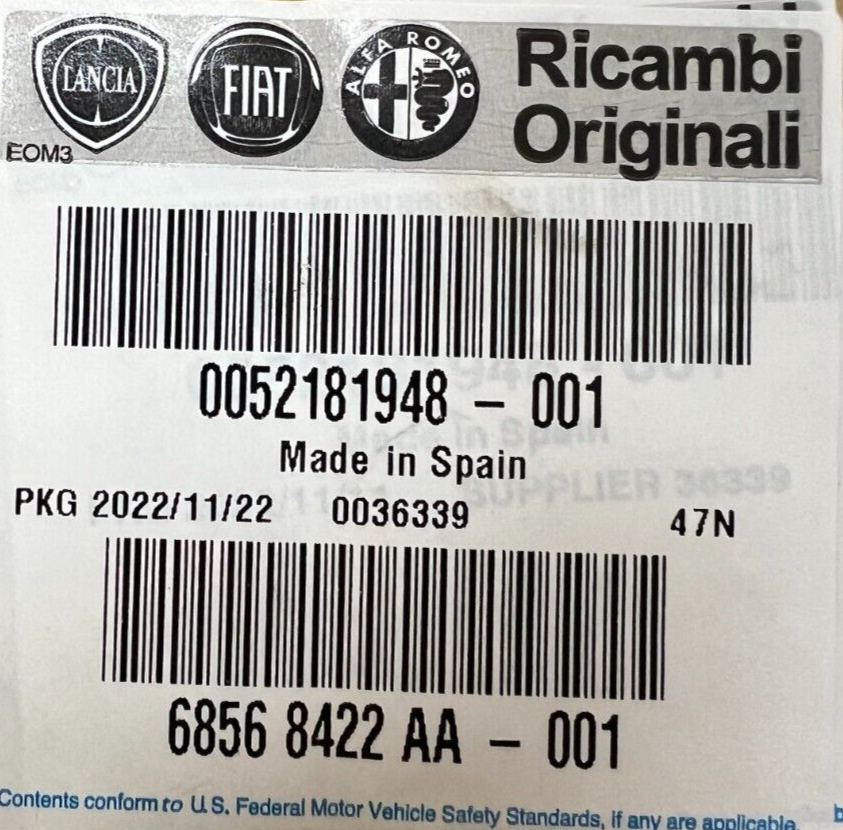 LANCIA FIAT ALFA ROMEO Ricambi
Originali
EOM3
0052181948 – 001
Made in Spain
PKG 2022/11/22 0036339 47N
6856 8422 AA – 001
Contents conform to U.S. Federal Motor Vehicle Safety Standards, if any are applicable